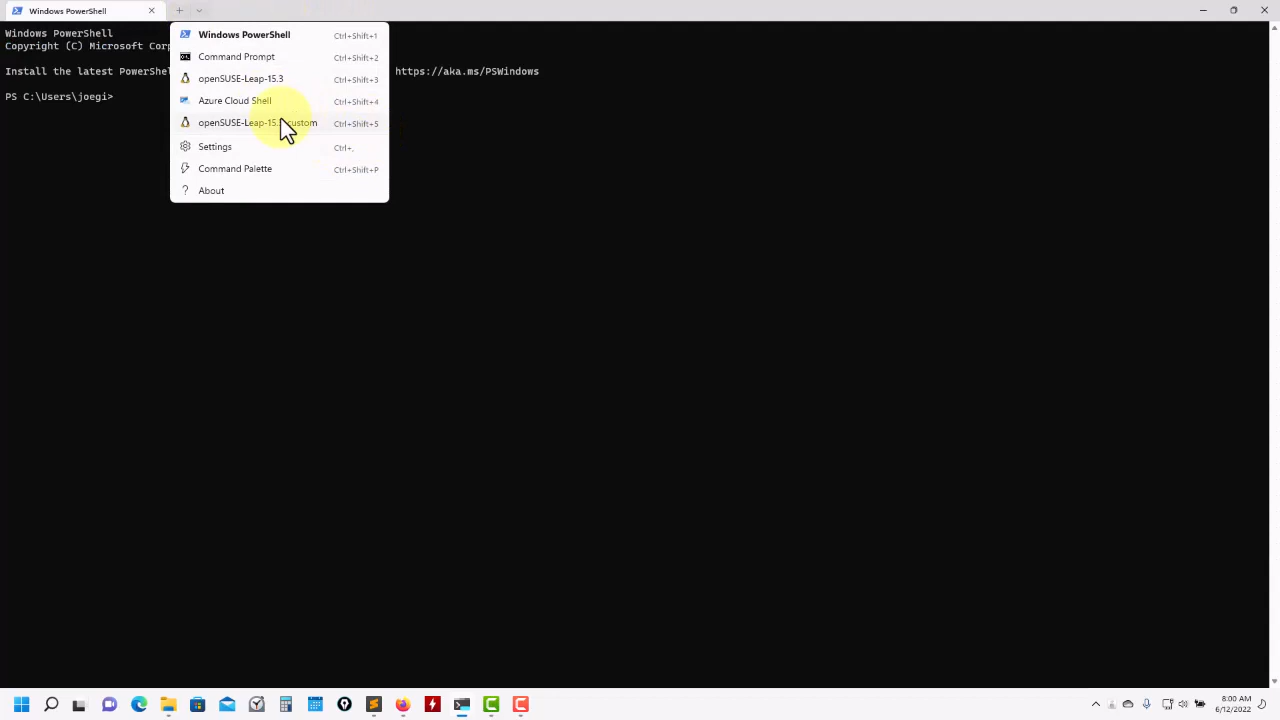 Windows PowerShell
Windows PowerShell
Copyright (C) Microsoft Corp
Install the latest PowerShel https://aka.ms/PSWindows
PS C:\Users\joegi>
Windows PowerShell Ctrl+Shift+1
Command Prompt Ctrl+Shift+2
openSUSE-Leap-15.3 Ctrl+Shift+3
Azure Cloud Shell Ctrl+Shift+4
openSUSE-Leap-15. custom Ctrl+Shift+5
Settings Ctrl+,
Command Palette Ctrl+Shift+P
About
8:00 AM
6/12/2022